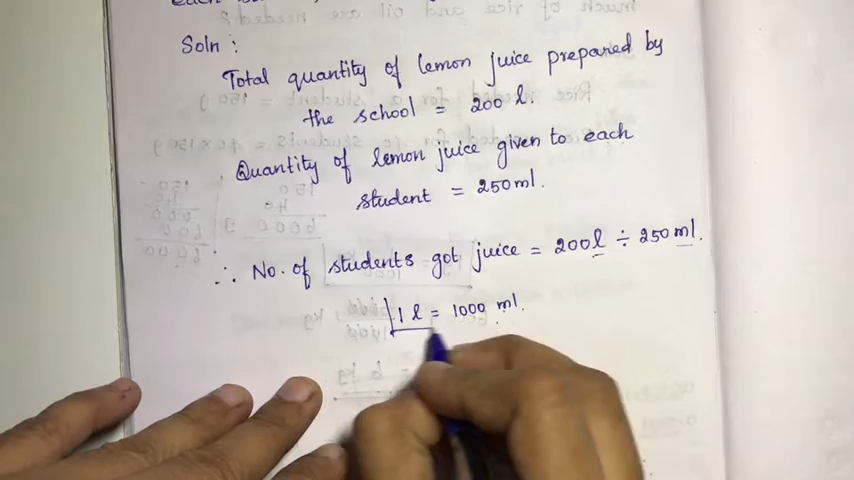 Soln :
Total quantity of lemon juice prepared by
the school = 200 l.
Quantity of lemon juice given to each
student = 250 ml.
∴ No. of students got juice = 200 l ÷ 250 ml.
1 l = 1000 ml.